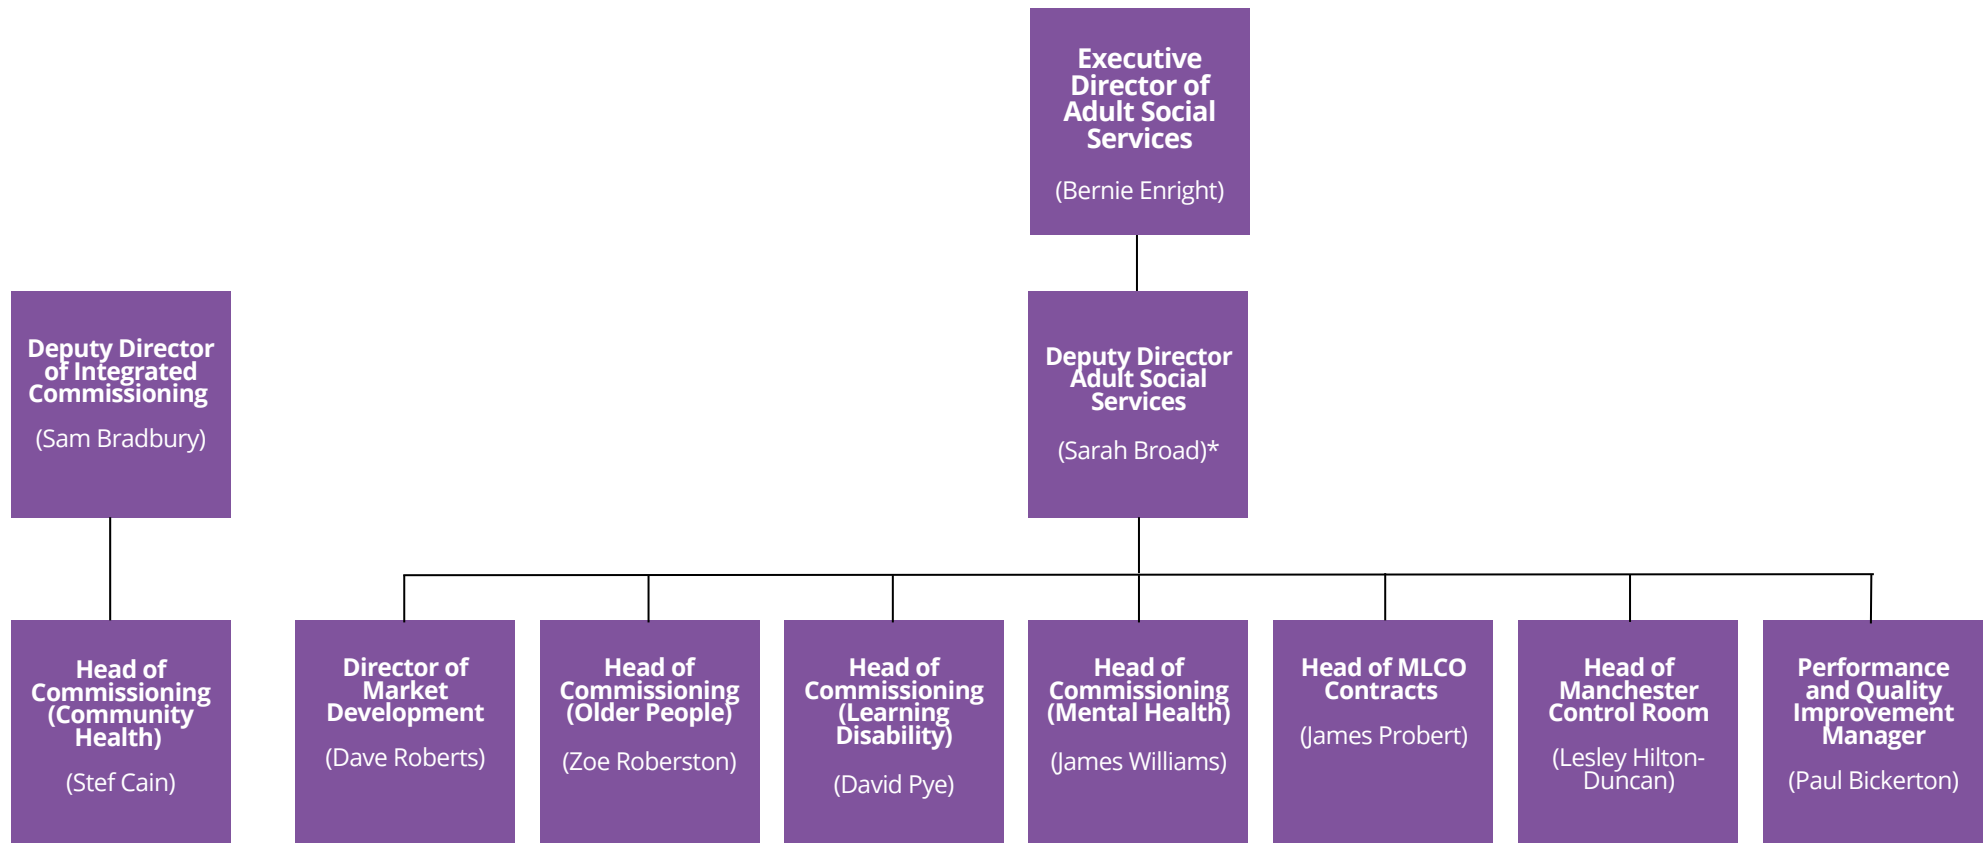 Executive
Director of
Adult Social
Services
(Bernie Enright)
Deputy Director
of Integrated
Commissioning
(Sam Bradbury)
Deputy Director
Adult Social
Services
(Sarah Broad)*
Head of
Commissioning
(Community
Health)
(Stef Cain)
Director of
Market
Development
(Dave Roberts)
Head of
Commissioning
(Older People)
(Zoe Roberston)
Head of
Commissioning
(Learning
Disability)
(David Pye)
Head of
Commissioning
(Mental Health)
(James Williams)
Head of MLCO
Contracts
(James Probert)
Head of
Manchester
Control Room
(Lesley Hilton-
Duncan)
Performance
and Quality
Improvement
Manager
(Paul Bickerton)